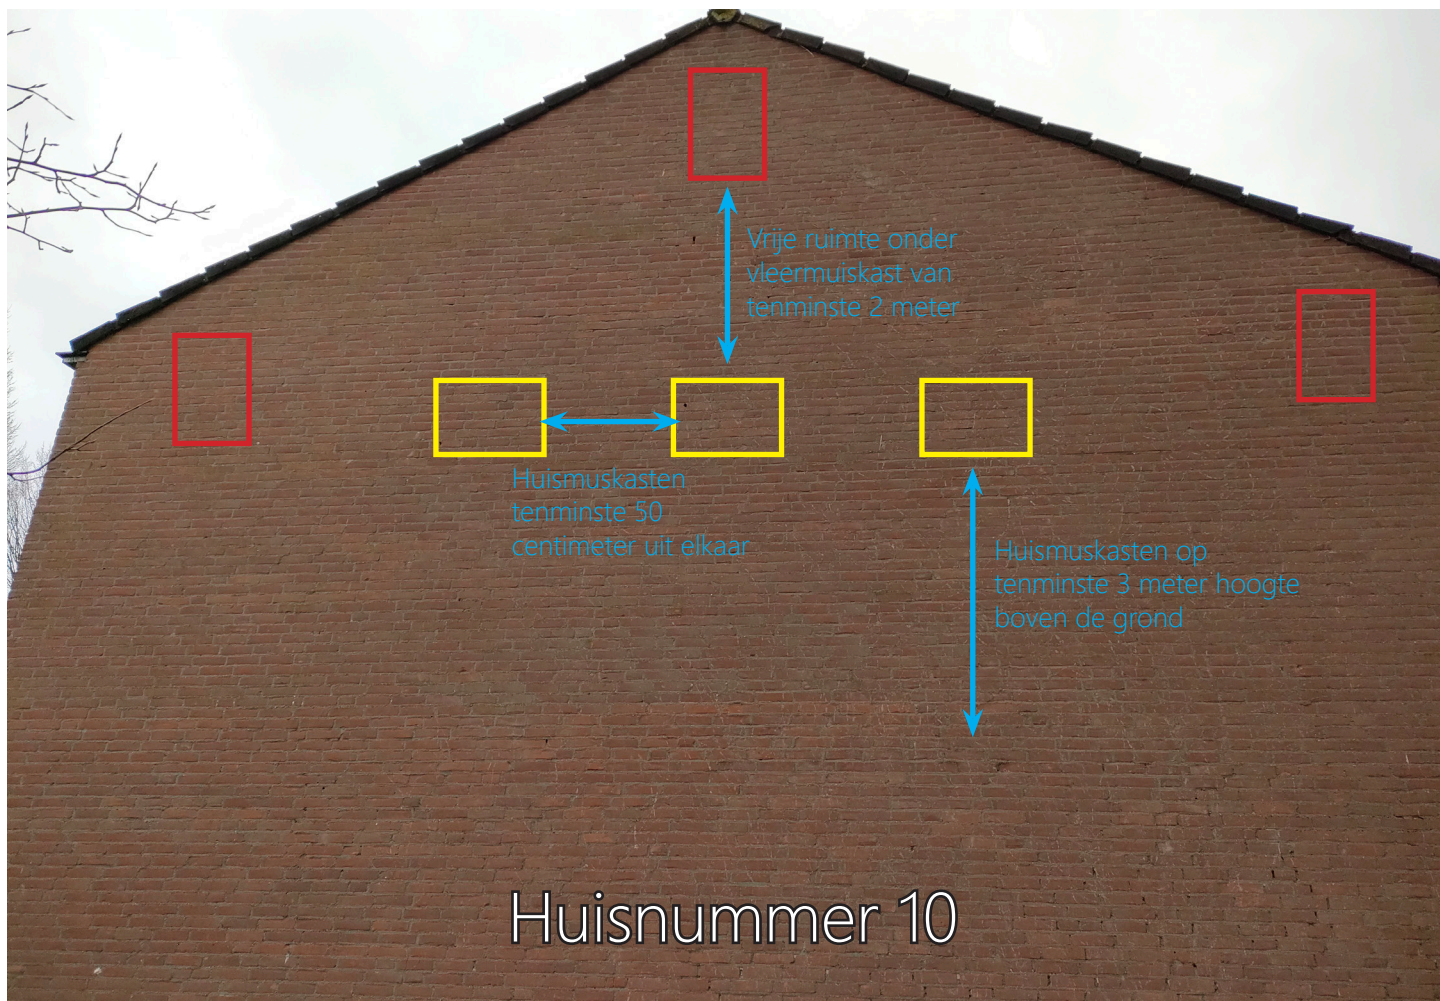 Vrije ruimte onder
vleermuiskast van
tenminste 2 meter
Huismuskasten
tenminste 50
centimeter uit elkaar
Huismuskasten op
tenminste 3 meter hoogte
boven de grond
Huisnummer 10